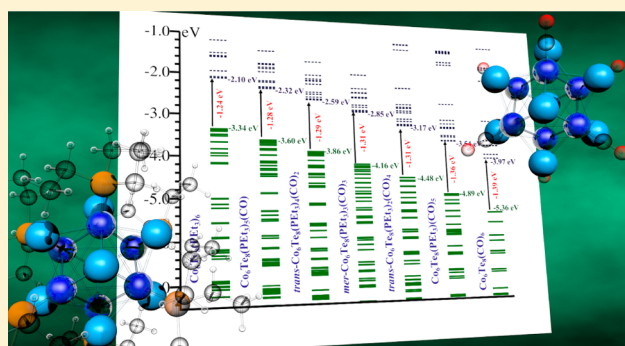 -1.0 eV
-2.0
-3.0
-4.0
-5.0
-1.24 eV
-1.28 eV
-1.29 eV
-1.31 eV
-1.31 eV
-1.36 eV
-1.39 eV
-2.10 eV
-2.32 eV
-2.59 eV
-2.85 eV
-3.17 eV
-3.54 eV
-3.97 eV
-3.34 eV
-3.60 eV
-3.86 eV
-4.16 eV
-4.48 eV
-4.89 eV
-5.36 eV
Co₆Te₈(PEt₃)₆
Co₆Te₈(PEt₃)₅(CO)
trans-Co₆Te₈(PEt₃)₄(CO)₂
mer-Co₆Te₈(PEt₃)₃(CO)₃
trans-Co₆Te₈(PEt₃)₂(CO)₄
Co₆Te₈(PEt₃)(CO)₅
Co₆Te₈(CO)₆